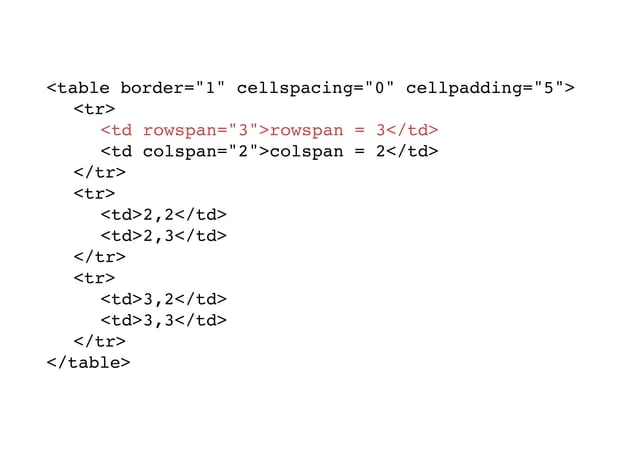 <table border="1" cellspacing="0" cellpadding="5">
<tr>
<td rowspan="3">rowspan = 3</td>
<td colspan="2">colspan = 2</td>
</tr>
<tr>
<td>2,2</td>
<td>2,3</td>
</tr>
<tr>
<td>3,2</td>
<td>3,3</td>
</tr>
</table>